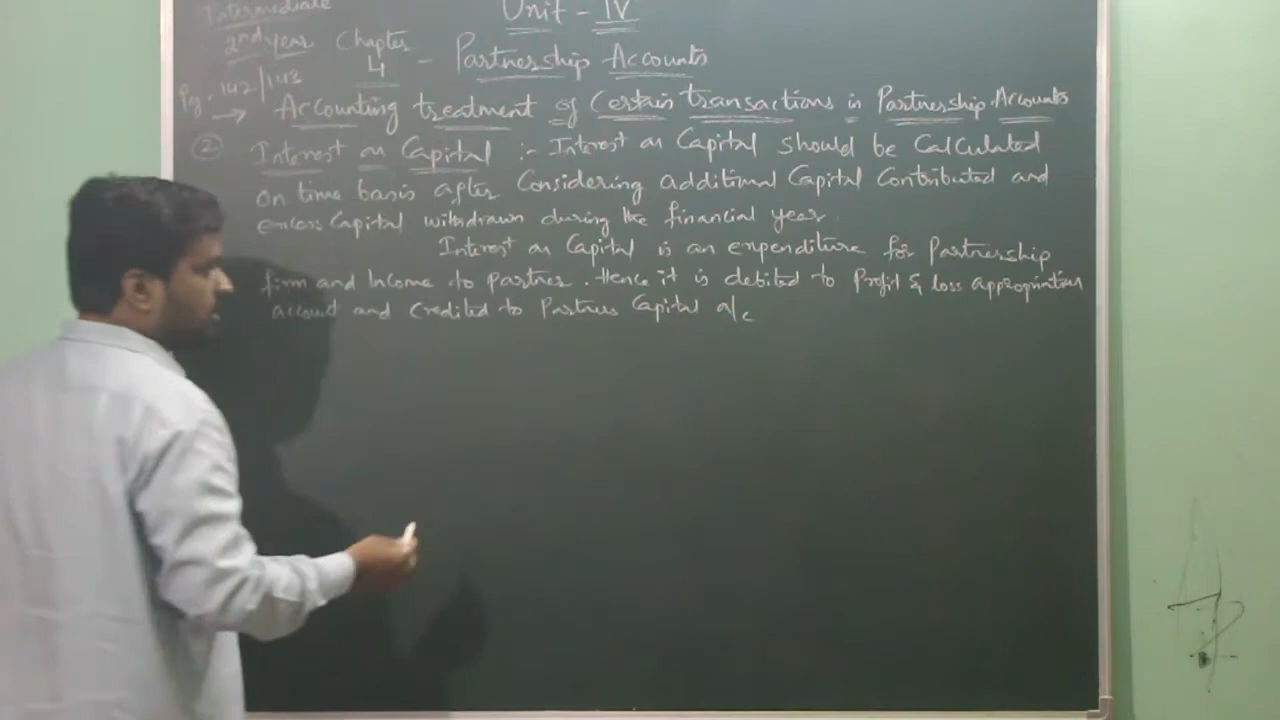 Intermediate
Unit - IV
2nd year Chapter
4 - Partnership Accounts
Pg. 142/143
→ Accounting treatment of Certain transactions in Partnership Accounts
② Interest on Capital :- Interest on Capital should be Calculated
on time basis after Considering additional Capital Contributed and
excess Capital withdrawn during the financial year.
Interest on Capital is an expenditure for Partnership
firm and Income to partner. Hence it is debited to Profit & loss appropriation
account and Credited to Partners Capital a/c